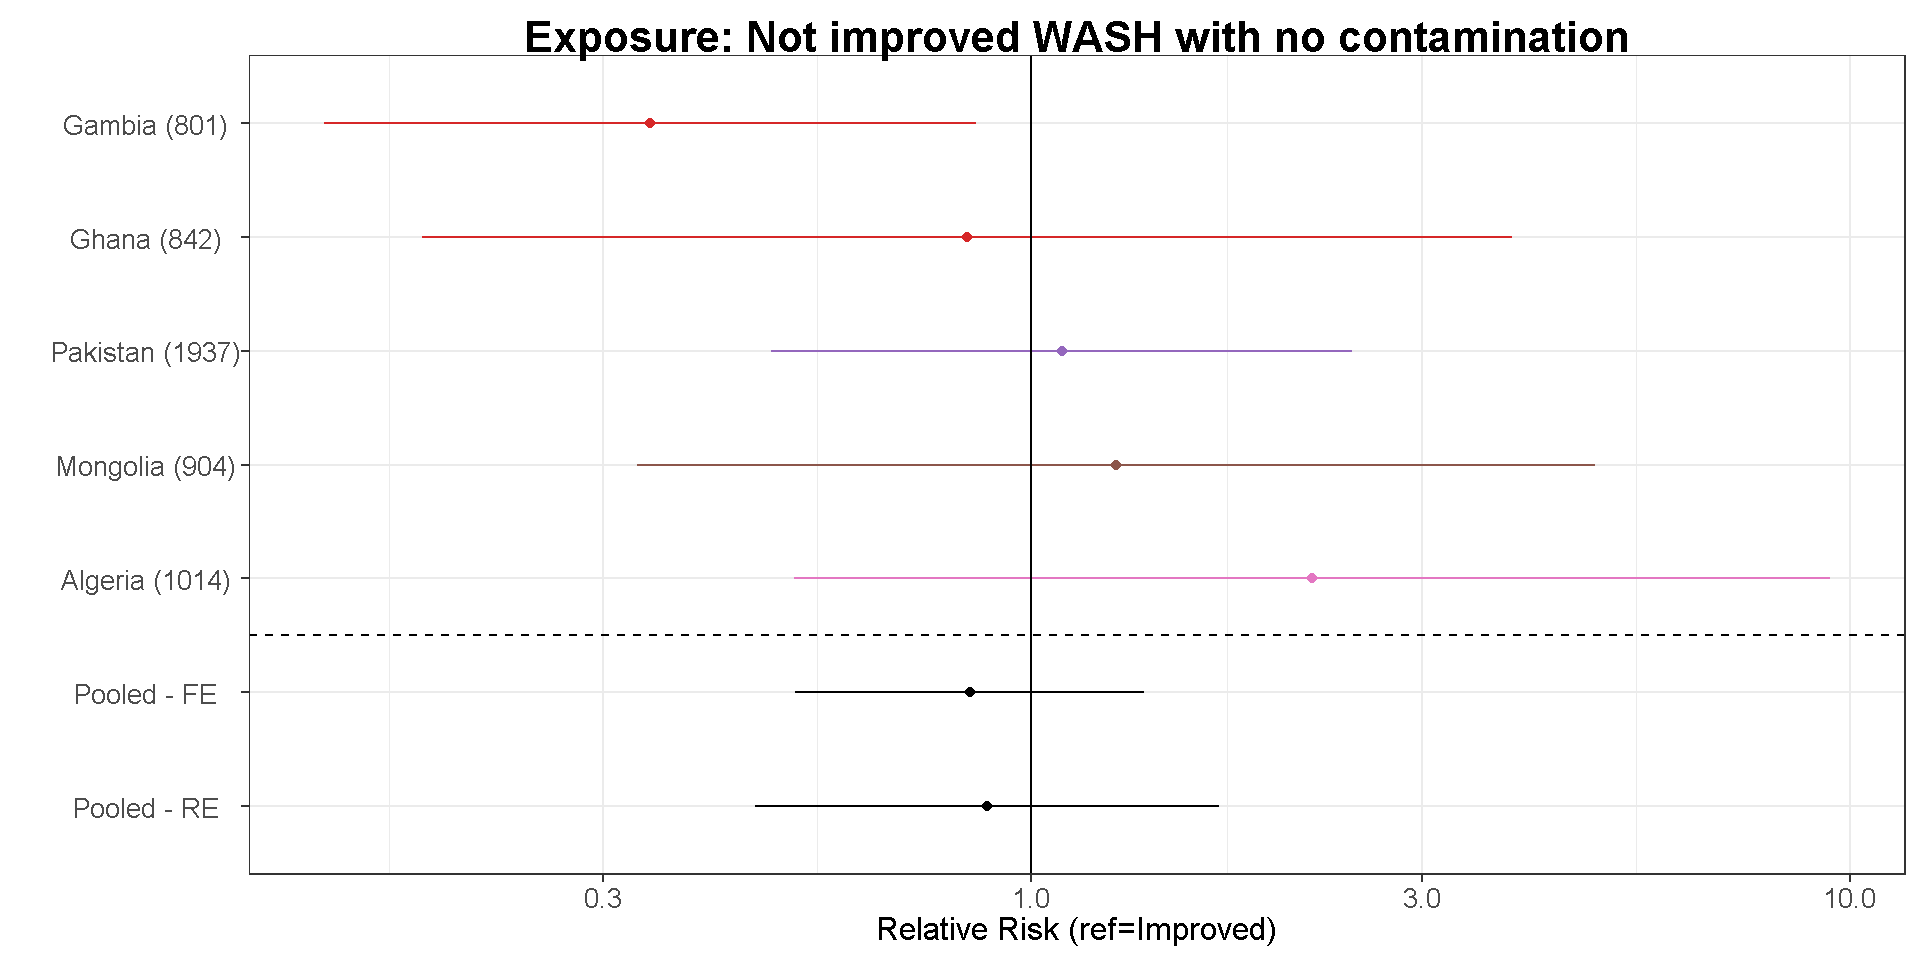 Exposure: Not improved WASH with no contamination
Gambia (801)
Ghana (842)
Pakistan (1937)
Mongolia (904)
Algeria (1014)
Pooled - FE
Pooled - RE
0.3 1.0 3.0 10.0
Relative Risk (ref=Improved)